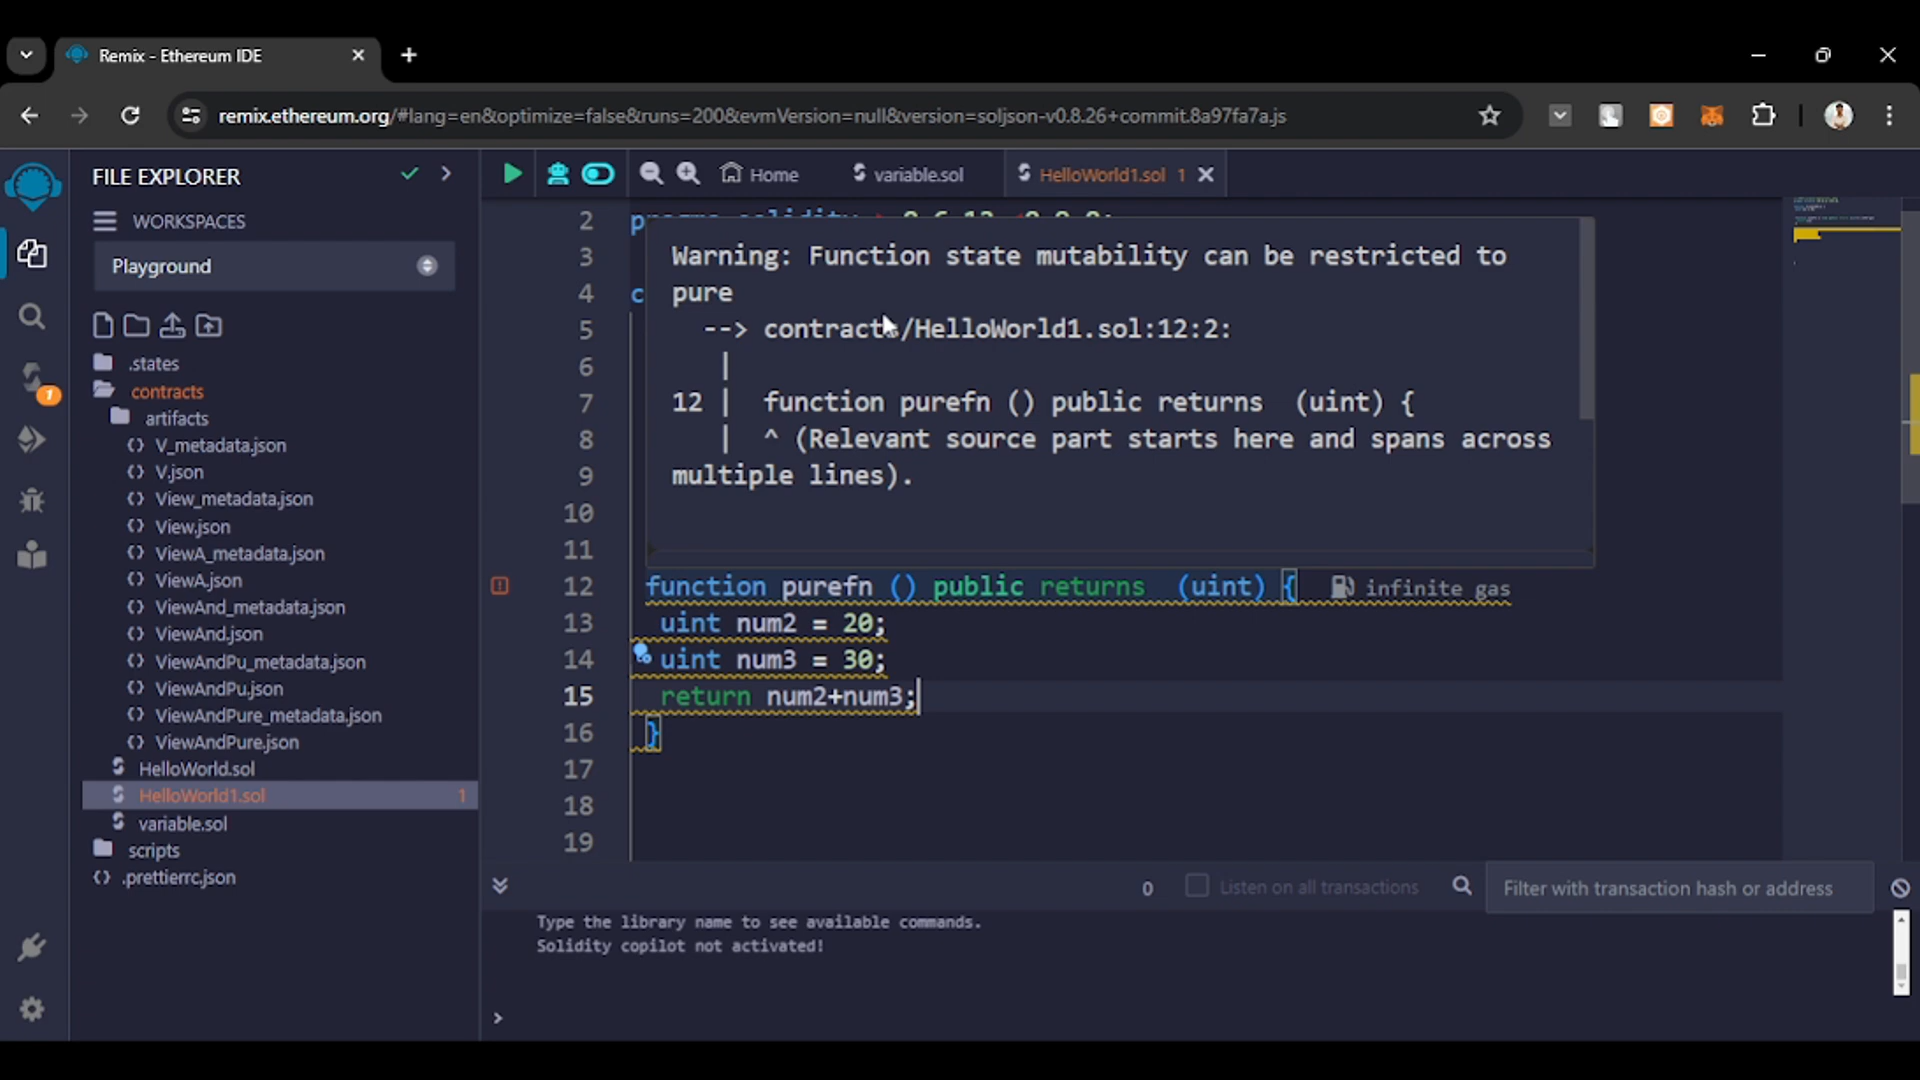 Remix - Ethereum IDE
remix.ethereum.org/#lang=en&optimize=false&runs=200&evmVersion=null&version=soljson-v0.8.26+commit.8a97fa7a.js
FILE EXPLORER
WORKSPACES
Playground
.states
contracts
artifacts
V_metadata.json
V.json
View_metadata.json
View.json
ViewA_metadata.json
ViewA.json
ViewAnd_metadata.json
ViewAnd.json
ViewAndPu_metadata.json
ViewAndPu.json
ViewAndPure_metadata.json
ViewAndPure.json
HelloWorld.sol
HelloWorld1.sol 1
variable.sol
scripts
.prettierrc.json
1
Home
variable.sol
HelloWorld1.sol 1
2
3
4 c
5
6
7
8
9
10
11
Warning: Function state mutability can be restricted to
pure
--> contracts/HelloWorld1.sol:12:2:
|
12 | function purefn () public returns (uint) {
| ^ (Relevant source part starts here and spans across
multiple lines).
12 function purefn () public returns (uint) { infinite gas
13 uint num2 = 20;
14 uint num3 = 30;
15 return num2+num3;
16 }
17
18
19
0 Listen on all transactions Filter with transaction hash or address
Type the library name to see available commands.
Solidity copilot not activated!
>